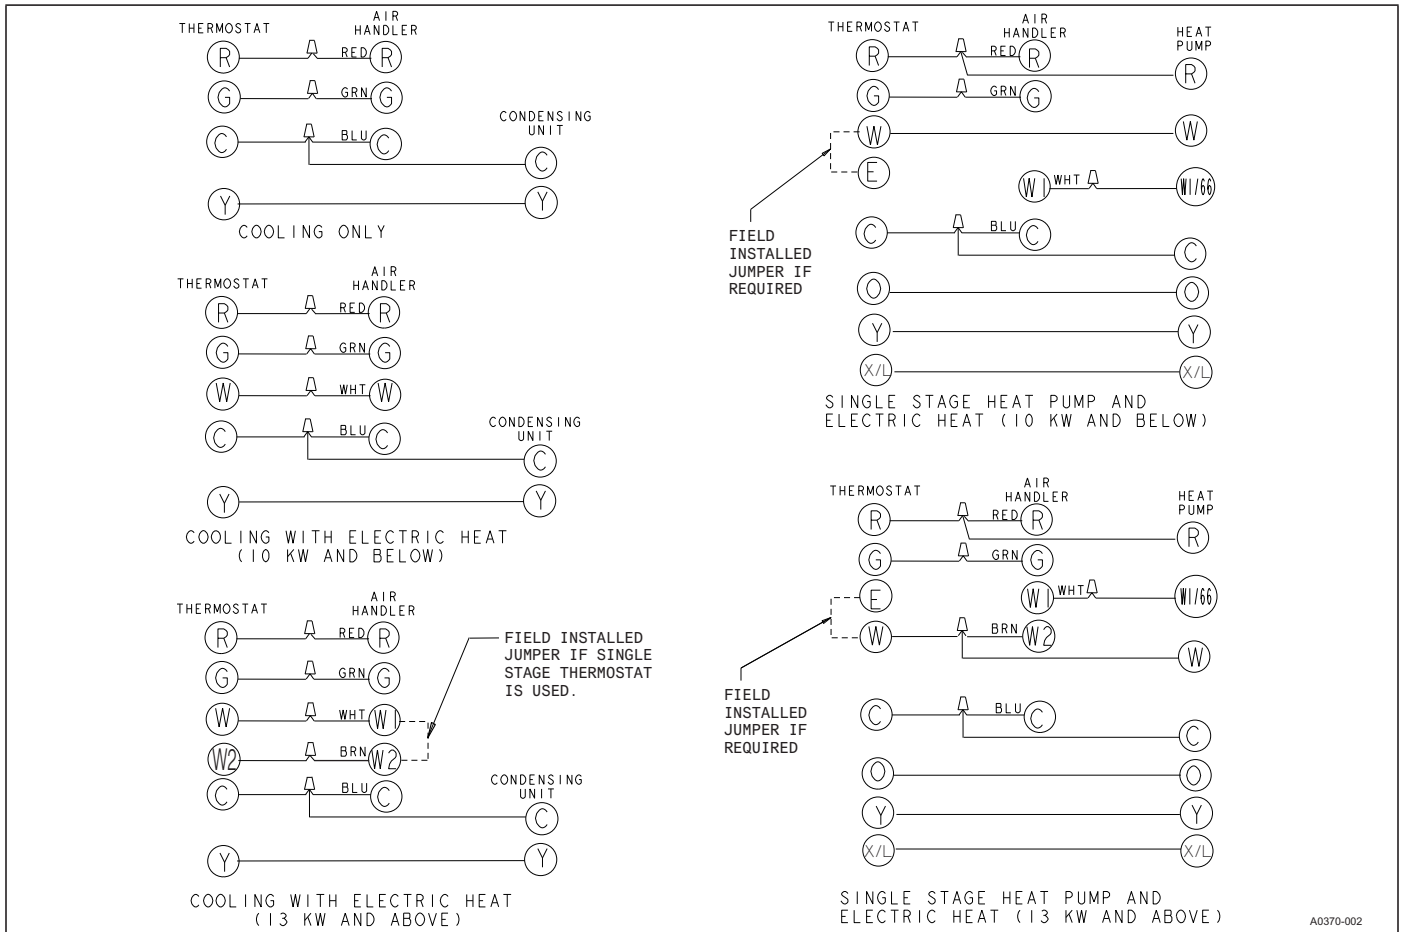 THERMOSTAT
AIR
HANDLER
R RED R
G GRN G
CONDENSING
UNIT
C BLU C
C
Y Y
COOLING ONLY
THERMOSTAT
AIR
HANDLER
R RED R
G GRN G
W WHT W
CONDENSING
UNIT
C BLU C
C
Y Y
COOLING WITH ELECTRIC HEAT
(10 KW AND BELOW)
THERMOSTAT
AIR
HANDLER
R RED R
G GRN G
W WHT W1
W2 BRN W2
C BLU C
FIELD INSTALLED
JUMPER IF SINGLE
STAGE THERMOSTAT
IS USED.
CONDENSING
UNIT
C
Y Y
COOLING WITH ELECTRIC HEAT
(13 KW AND ABOVE)
THERMOSTAT
AIR
HANDLER
HEAT
PUMP
R RED R
R
G GRN G
W W
E
W1 WHT W1/66
FIELD
INSTALLED
JUMPER IF
REQUIRED
C BLU C
C
O O
Y Y
X/L X/L
SINGLE STAGE HEAT PUMP AND
ELECTRIC HEAT (10 KW AND BELOW)
THERMOSTAT
AIR
HANDLER
HEAT
PUMP
R RED R
R
G GRN G
E W1 WHT W1/66
W BRN W2
W
FIELD
INSTALLED
JUMPER IF
REQUIRED
C BLU C
C
O O
Y Y
X/L X/L
SINGLE STAGE HEAT PUMP AND
ELECTRIC HEAT (13 KW AND ABOVE)
A0370-002